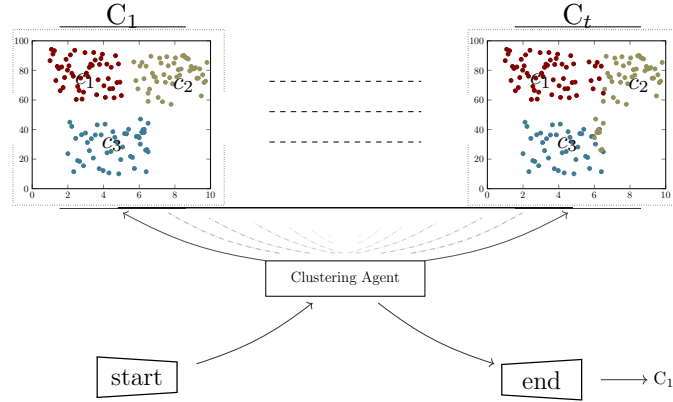 C1 Ct
100 100
80 80
c1 c2 c1 c2
60 60
40 40
c3 c3
20 20
0 0
0 2 4 6 8 10 0 2 4 6 8 10
Clustering Agent
start
end C1